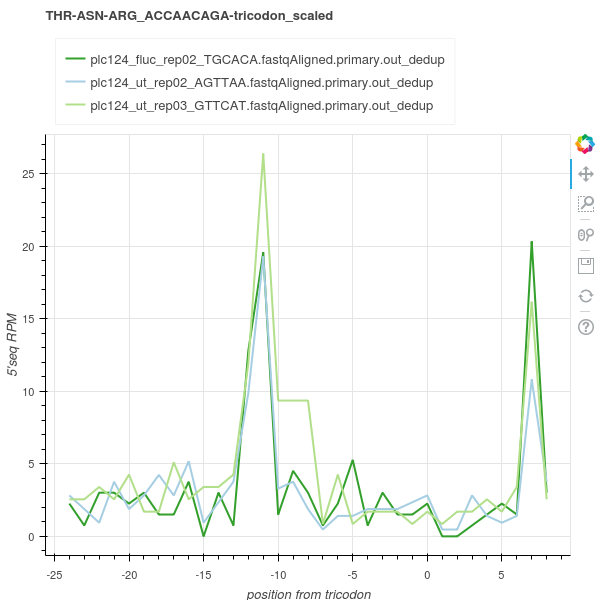 THR-ASN-ARG_ACCAACAGA-tricodon_scaled
plc124_fluc_rep02_TGCACA.fastqAligned.primary.out_dedup
plc124_ut_rep02_AGTTAA.fastqAligned.primary.out_dedup
plc124_ut_rep03_GTTCAT.fastqAligned.primary.out_dedup
25
20
15
10
5
0
5'seq RPM
-25 -20 -15 -10 -5 0 5
position from tricodon